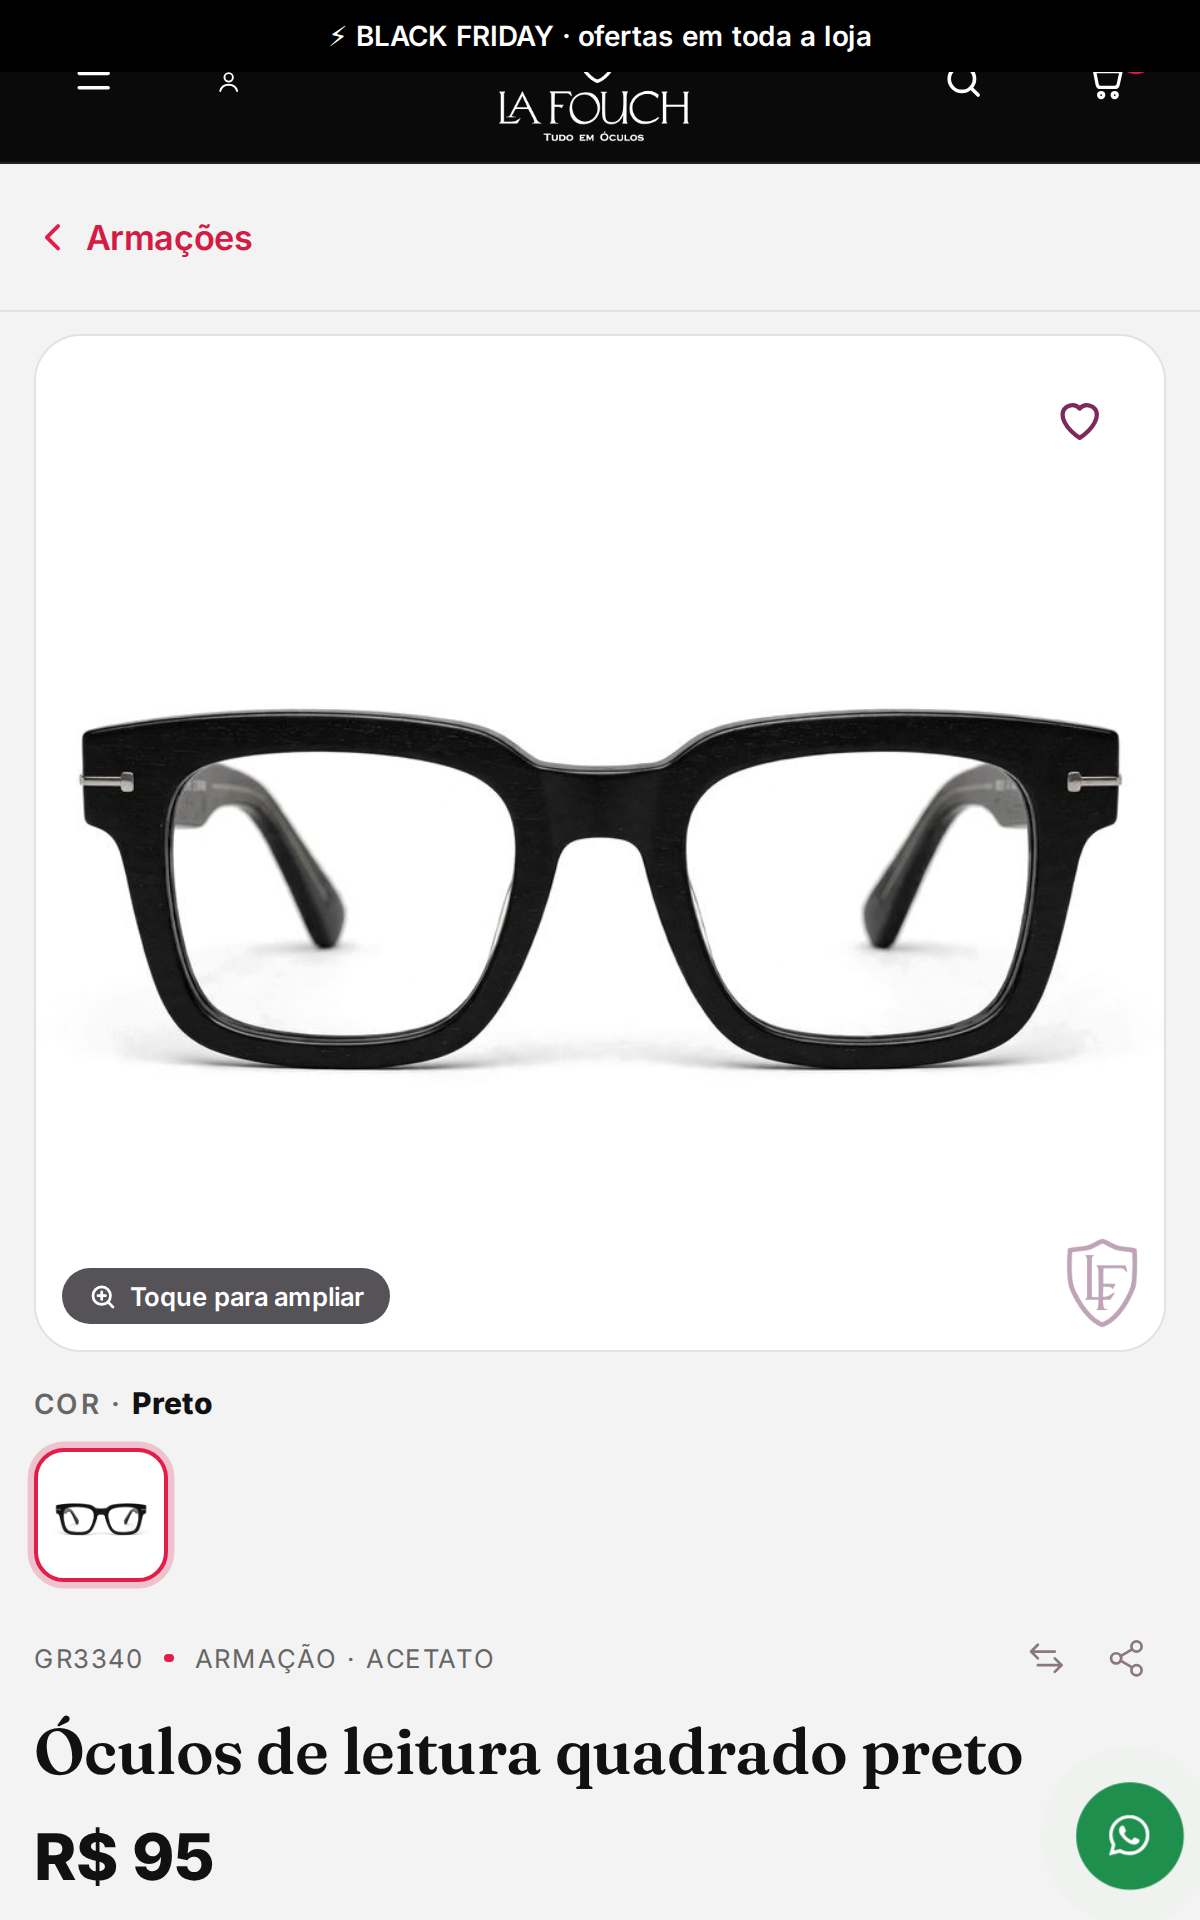 ⚡ BLACK FRIDAY · ofertas em toda a loja
LA FOUCH
TUDO EM ÓCULOS
Armações
Toque para ampliar
LF
COR · Preto
GR3340 • ARMAÇÃO · ACETATO
Óculos de leitura quadrado preto
R$ 95